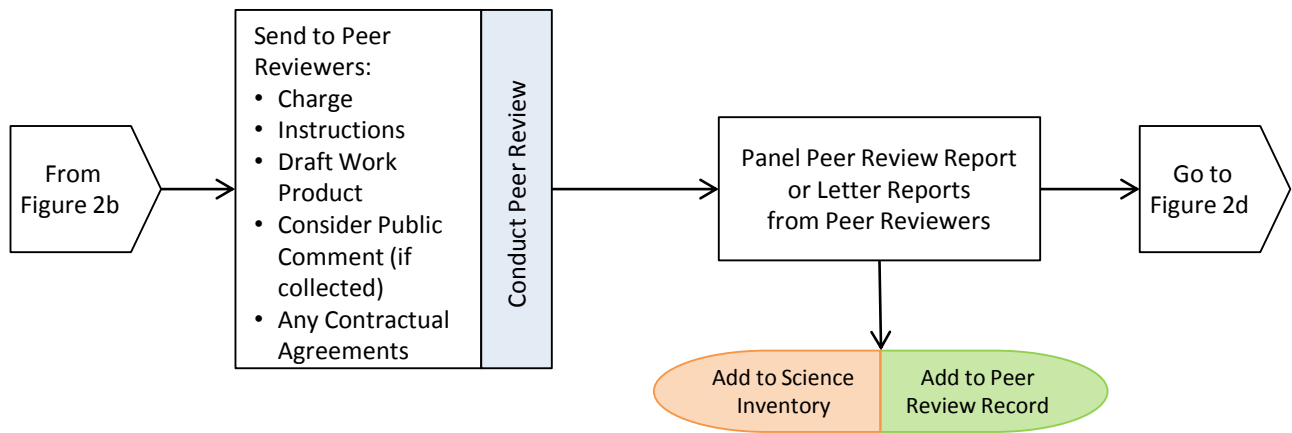 From
Figure 2b
Send to Peer
Reviewers:
• Charge
• Instructions
• Draft Work
Product
• Consider Public
Comment (if
collected)
• Any Contractual
Agreements
Conduct Peer Review
Panel Peer Review Report
or Letter Reports
from Peer Reviewers
Go to
Figure 2d
Add to Science
Inventory
Add to Peer
Review Record